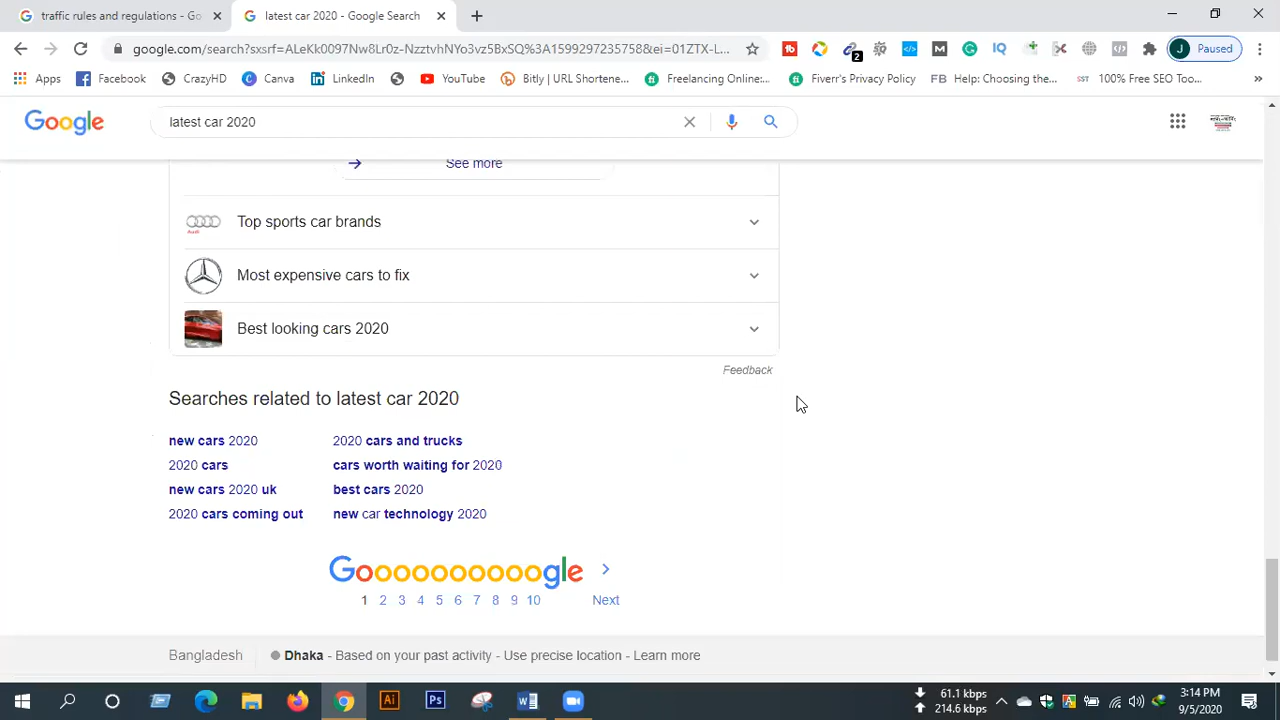 traffic rules and regulations - Go
latest car 2020 - Google Search
google.com/search?sxsrf=ALeKk0097Nw8Lr0z-NzztvhNYo3vz5BxSQ%3A1599297235758&ei=01ZTX-L...
2
M
IQ
J Paused
Apps
Facebook
CrazyHD
Canva
LinkedIn
YouTube
Bitly | URL Shortene...
Freelancing Online:...
Fiverr's Privacy Policy
FB Help: Choosing the...
SST 100% Free SEO Too...
»
Google
latest car 2020
See more
Top sports car brands
Most expensive cars to fix
Best looking cars 2020
Feedback
Searches related to latest car 2020
new cars 2020
2020 cars and trucks
2020 cars
cars worth waiting for 2020
new cars 2020 uk
best cars 2020
2020 cars coming out
new car technology 2020
Goooooooooogle
1 2 3 4 5 6 7 8 9 10 Next
Bangladesh
Dhaka - Based on your past activity - Use precise location - Learn more
Ai
Ps
61.1 kbps
214.6 kbps
3:14 PM
9/5/2020